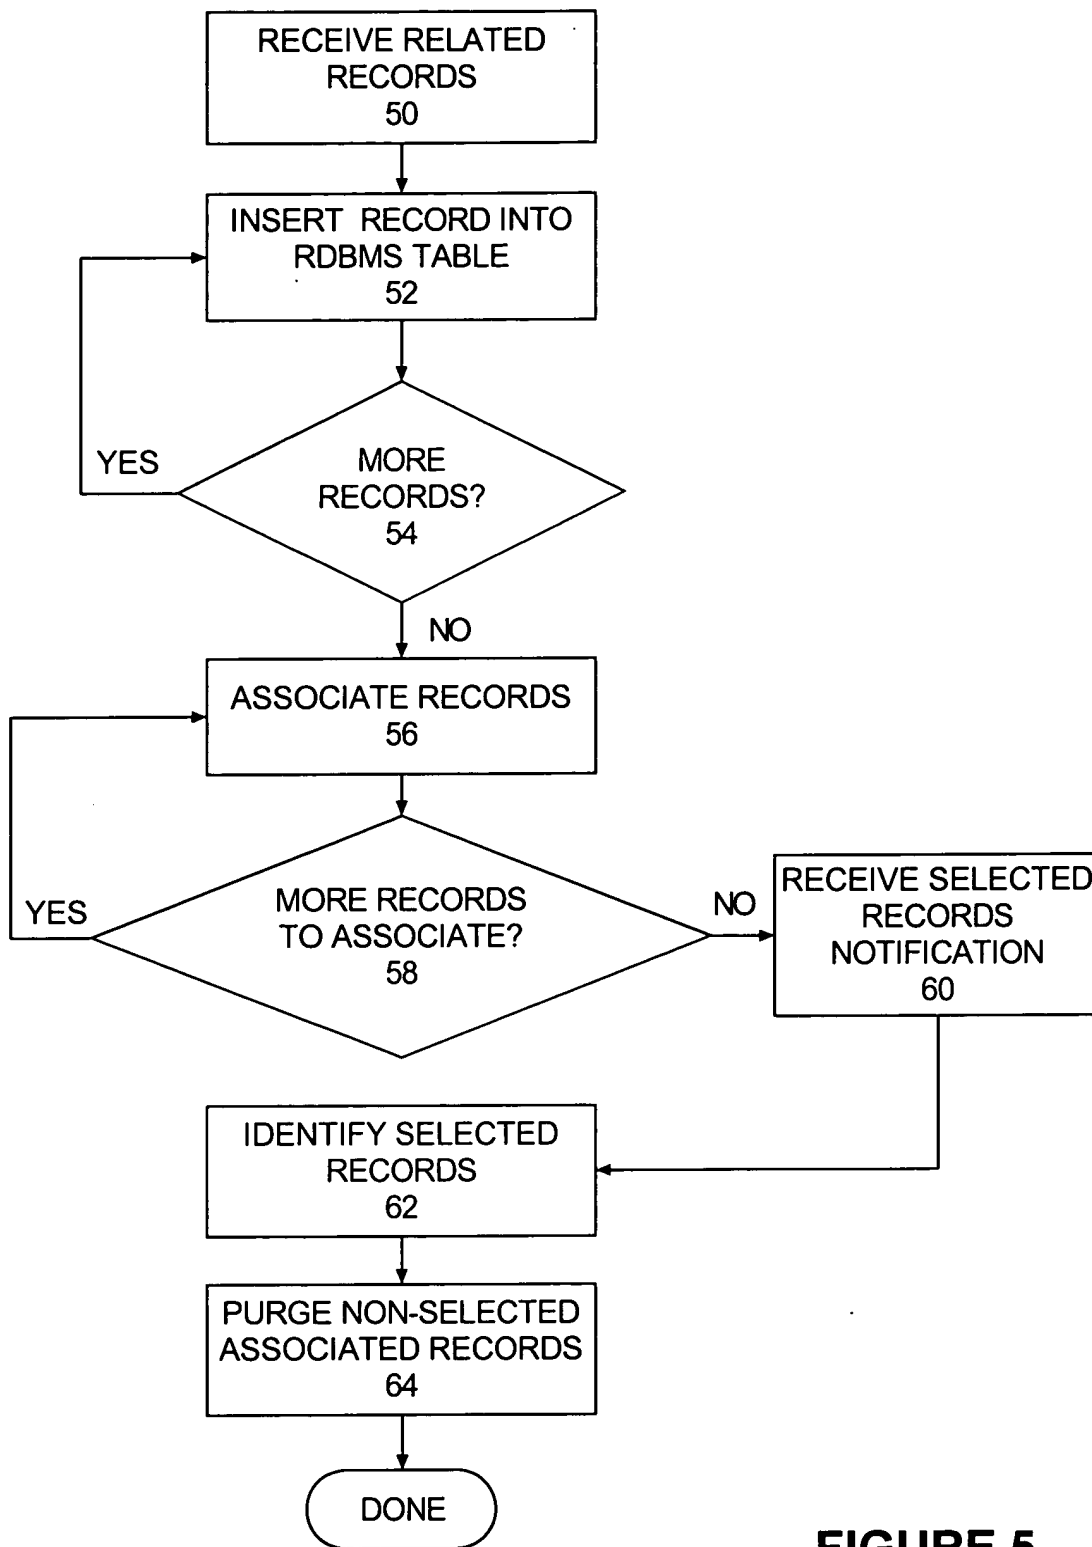 RECEIVE RELATED
RECORDS
50
INSERT RECORD INTO
RDBMS TABLE
52
YES
MORE
RECORDS?
54
NO
ASSOCIATE RECORDS
56
YES
MORE RECORDS
TO ASSOCIATE?
58
NO
RECEIVE SELECTED
RECORDS
NOTIFICATION
60
IDENTIFY SELECTED
RECORDS
62
PURGE NON-SELECTED
ASSOCIATED RECORDS
64
DONE
FIGURE 5